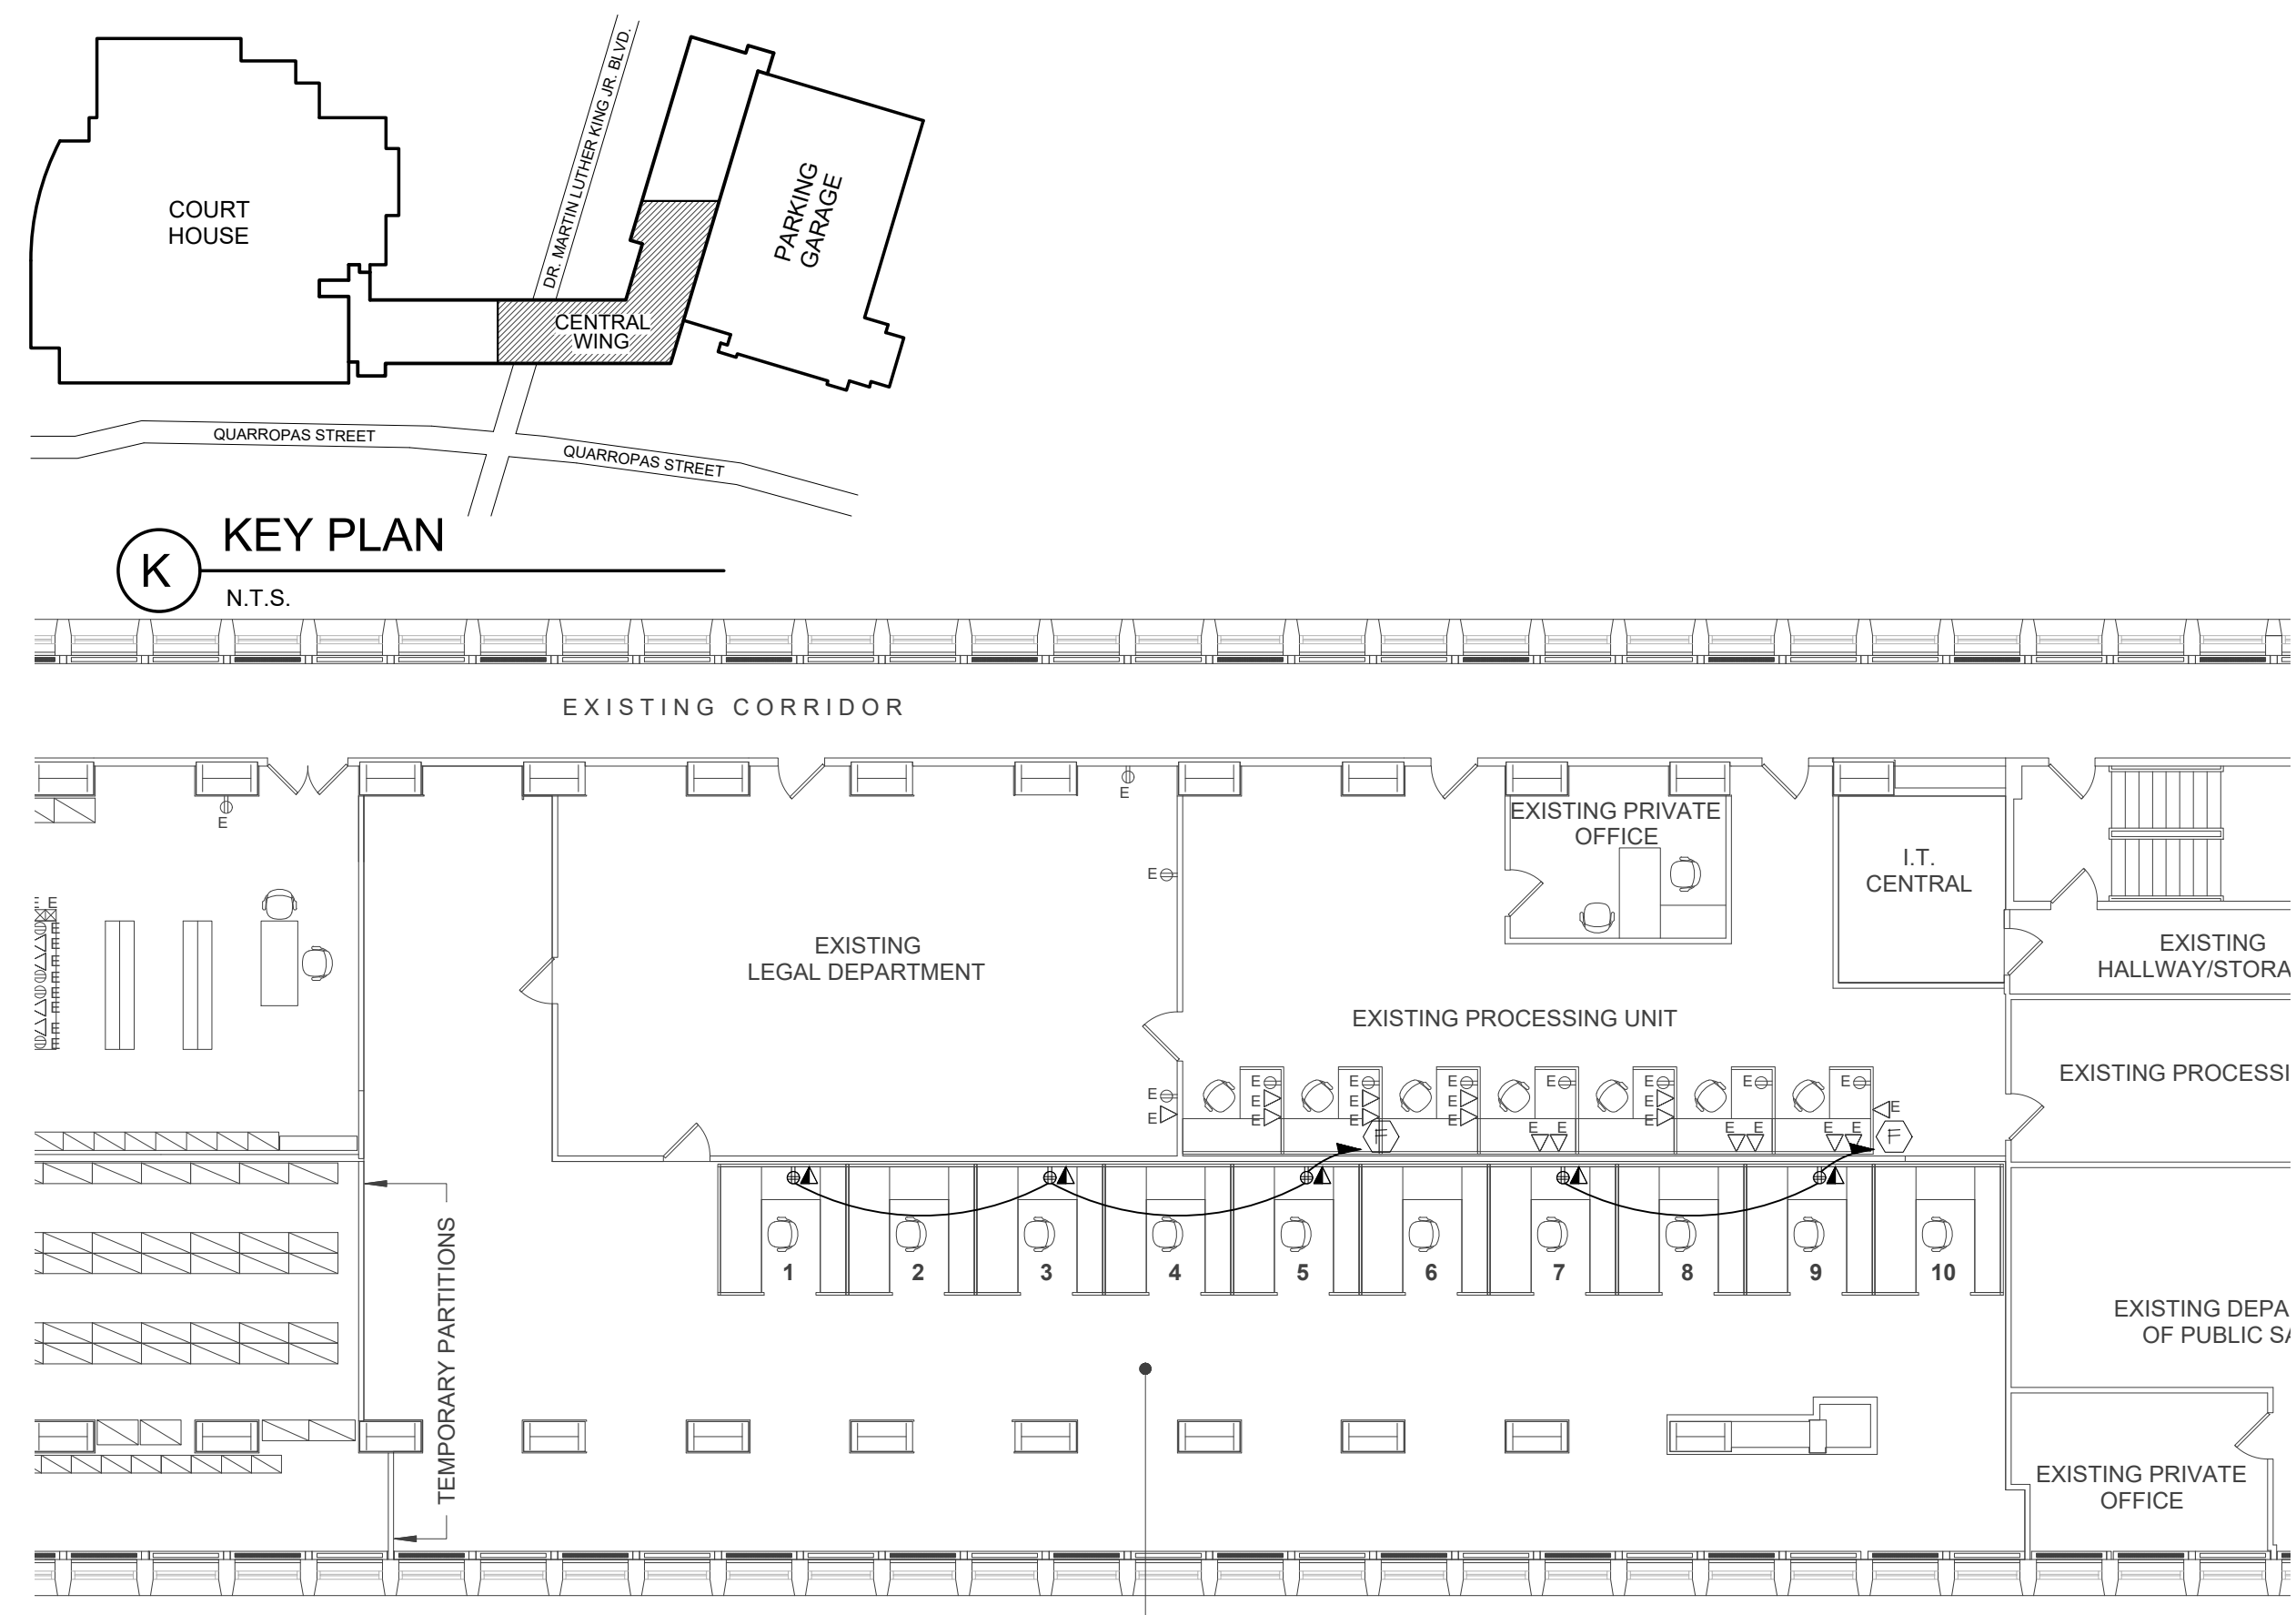 COURT
HOUSE
DR. MARTIN LUTHER KING JR. BLVD.
PARKING
GARAGE
CENTRAL
WING
QUARROPAS STREET
QUARROPAS STREET
K
KEY PLAN
N.T.S.
EXISTING CORRIDOR
E
E
EXISTING PRIVATE
OFFICE
I.T.
CENTRAL
E
E E
E
E
E
E
E
E
E
E
EXISTING
LEGAL DEPARTMENT
EXISTING
HALLWAY/STORA
EXISTING PROCESSING UNIT
EXISTING PROCESSI
E E E E E E E
E E E E
E E E E
E
E
E
E E E E E E
F F
1 2 3 4 5 6 7 8 9 10
TEMPORARY PARTITIONS
EXISTING DEPA
OF PUBLIC SA
EXISTING PRIVATE
OFFICE